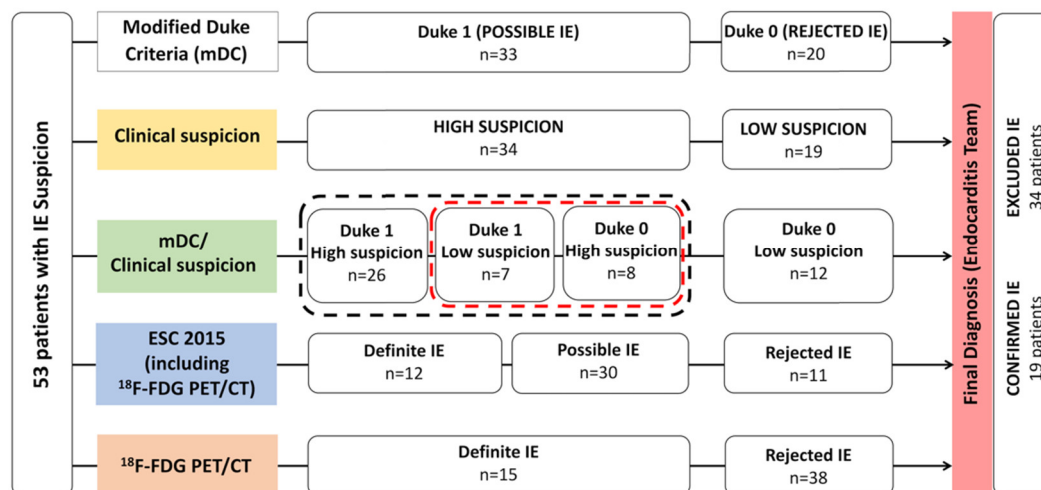 53 patients with IE Suspicion
Modified Duke
Criteria (mDC)
Duke 1 (POSSIBLE IE)
n=33
Duke 0 (REJECTED IE)
n=20
Clinical suspicion
HIGH SUSPICION
n=34
LOW SUSPICION
n=19
mDC/
Clinical suspicion
Duke 1
High suspicion
n=26
Duke 1
Low suspicion
n=7
Duke 0
High suspicion
n=8
Duke 0
Low suspicion
n=12
ESC 2015
(including
¹⁸F-FDG PET/CT)
Definite IE
n=12
Possible IE
n=30
Rejected IE
n=11
¹⁸F-FDG PET/CT
Definite IE
n=15
Rejected IE
n=38
Final Diagnosis (Endocarditis Team)
EXCLUDED IE
34 patients
CONFIRMED IE
19 patients